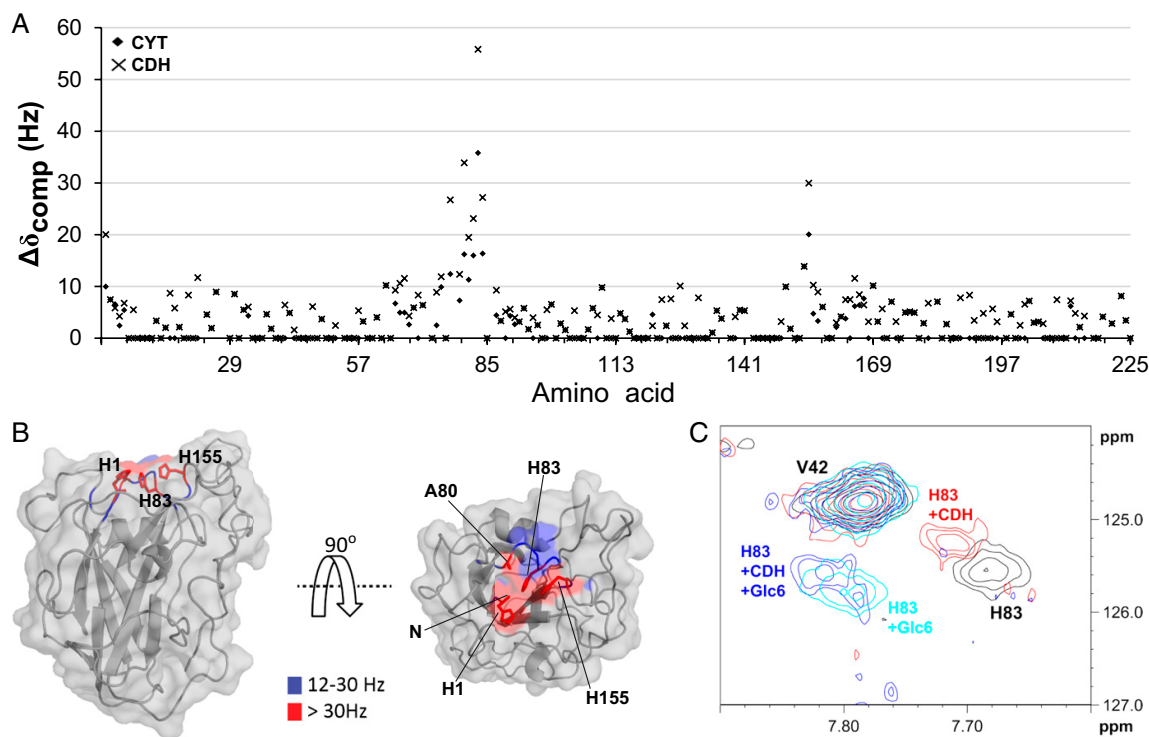 A
Δδcomp (Hz)
60
50
40
30
20
10
0
CYT
CDH
29 57 85 113 141 169 197 225
Amino acid
B
H1
H155
H83
90°
H83
A80
N
H1
H155
12-30 Hz
> 30Hz
C
ppm
V42
H83
+CDH
125.0
H83
+CDH
+Glc6
H83
+Glc6
H83
126.0
127.0
7.80 7.70 ppm